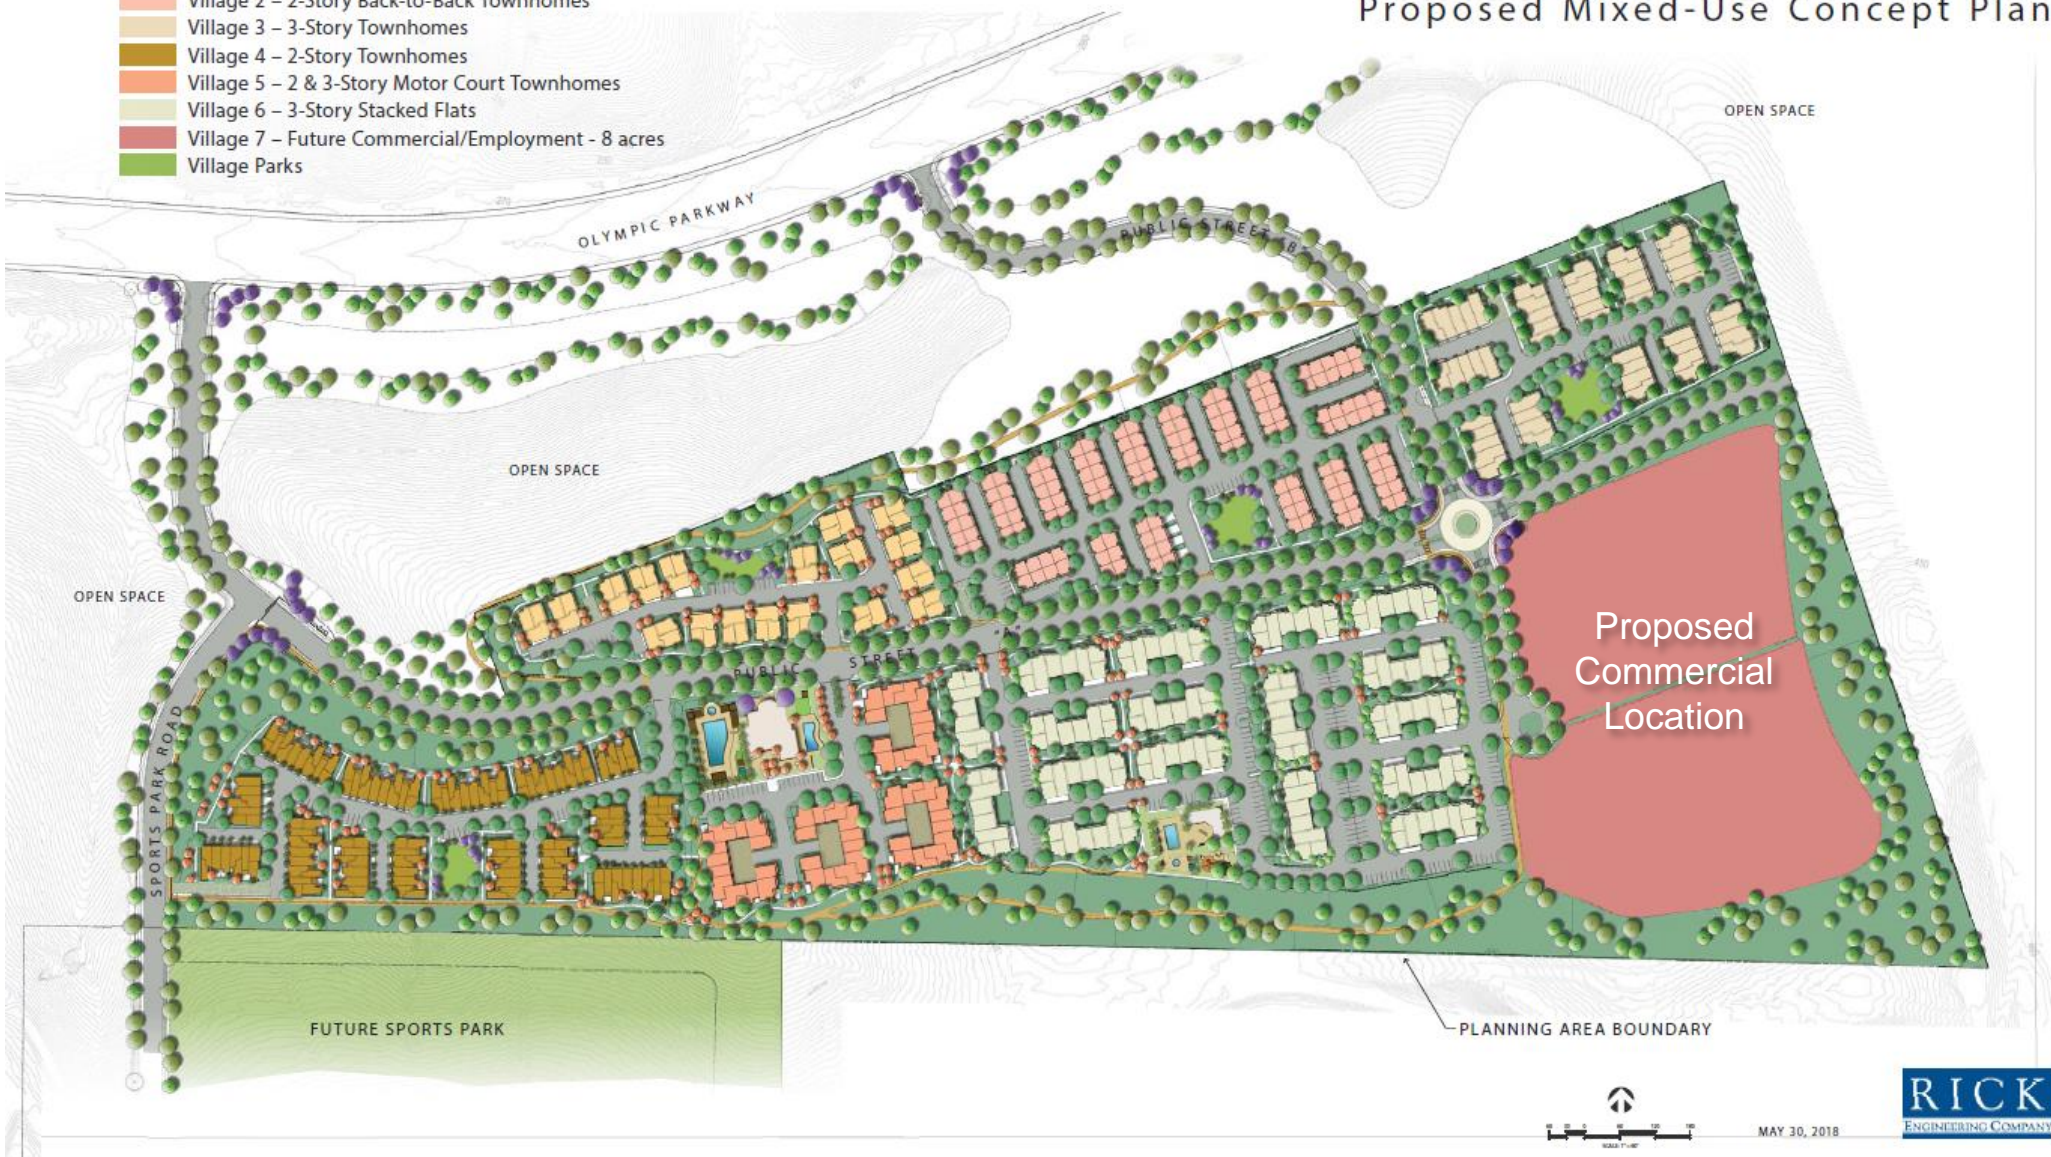 Village 2 – 2-Story Back-to-Back Townhomes
Proposed Mixed-Use Concept Plan
Village 3 – 3-Story Townhomes
Village 4 – 2-Story Townhomes
Village 5 – 2 & 3-Story Motor Court Townhomes
Village 6 – 3-Story Stacked Flats
Village 7 – Future Commercial/Employment - 8 acres
Village Parks
OPEN SPACE
OLYMPIC PARKWAY
PUBLIC STREET "B"
OPEN SPACE
OPEN SPACE
PUBLIC STREET "A"
Proposed
Commercial
Location
SPORTS PARK ROAD
FUTURE SPORTS PARK
PLANNING AREA BOUNDARY
MAY 30, 2018
RICK
ENGINEERING COMPANY